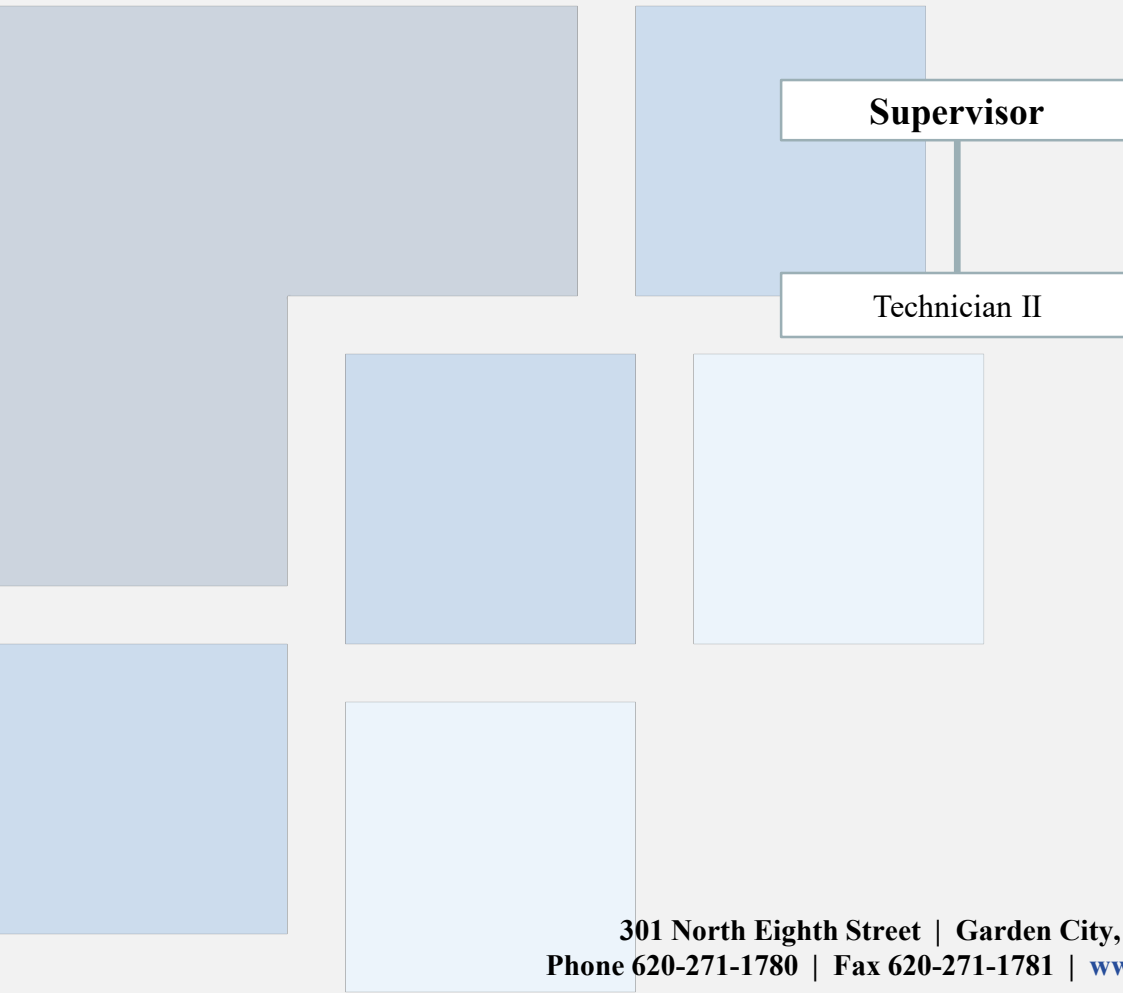 Supervisor
Technician II
301 North Eighth Street | Garden City,
Phone 620-271-1780 | Fax 620-271-1781 |